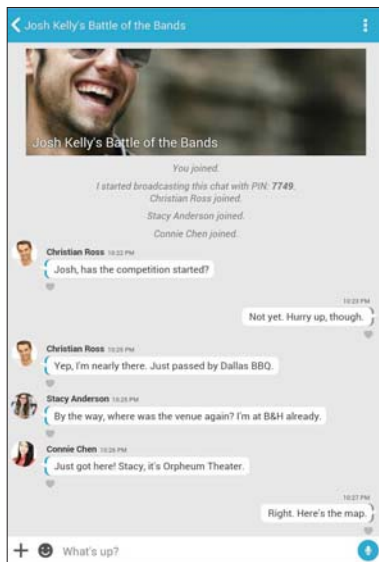 Josh Kelly's Battle of the Bands
Josh Kelly's Battle of the Bands
You joined.
I started broadcasting this chat with PIN: 7749.
Christian Ross joined.
Stacy Anderson joined.
Connie Chen joined.
Christian Ross 10:22 PM
Josh, has the competition started?
10:23 PM
Not yet. Hurry up, though.
Christian Ross 10:25 PM
Yep, I'm nearly there. Just passed by Dallas BBQ.
Stacy Anderson 10:25 PM
By the way, where was the venue again? I'm at B&H already.
Connie Chen 10:26 PM
Just got here! Stacy, it's Orpheum Theater.
10:27 PM
Right. Here's the map.
What's up?